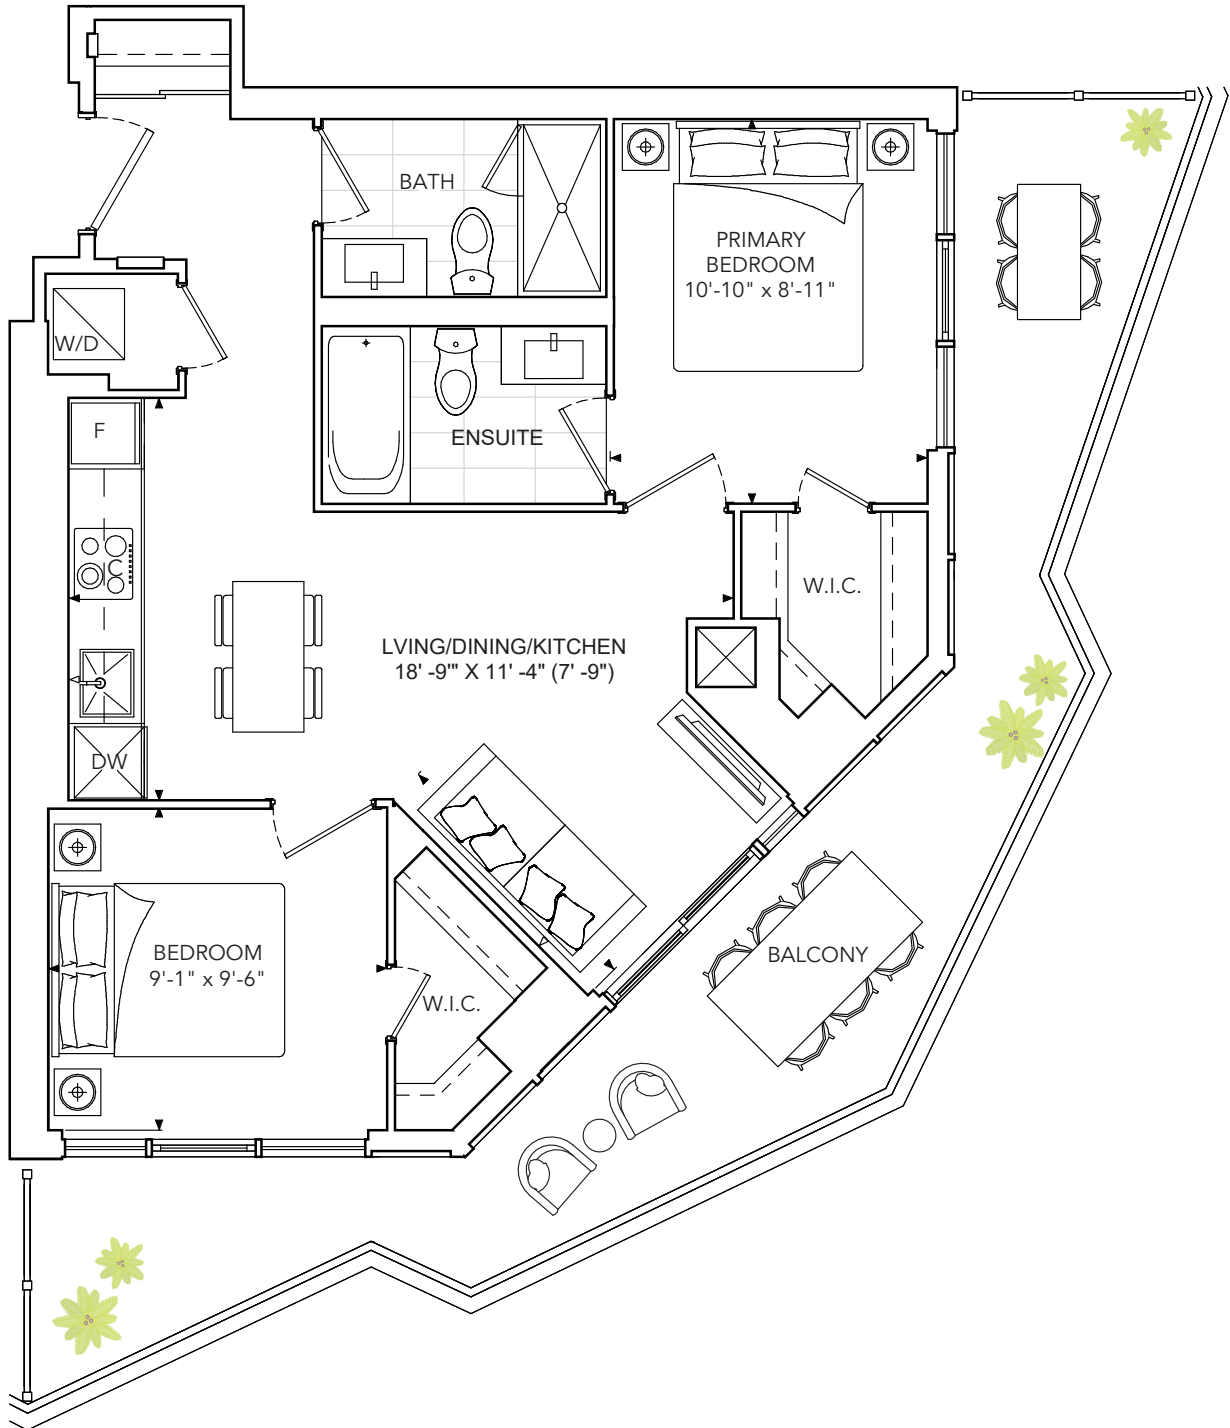 BATH
PRIMARY
BEDROOM
10'-10" x 8'-11"
W/D
F
ENSUITE
C
W.I.C.
LVING/DINING/KITCHEN
18' -9'" X 11' -4" (7' -9")
DW
BEDROOM
9'-1" x 9'-6"
W.I.C.
BALCONY